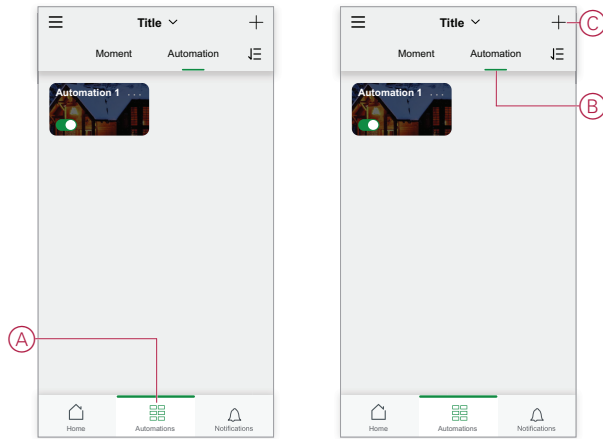 Title
Moment Automation
Automation 1 ...
A
Home Automations Notifications
Title
C
Moment Automation
B
Automation 1 ...
Home Automations Notifications